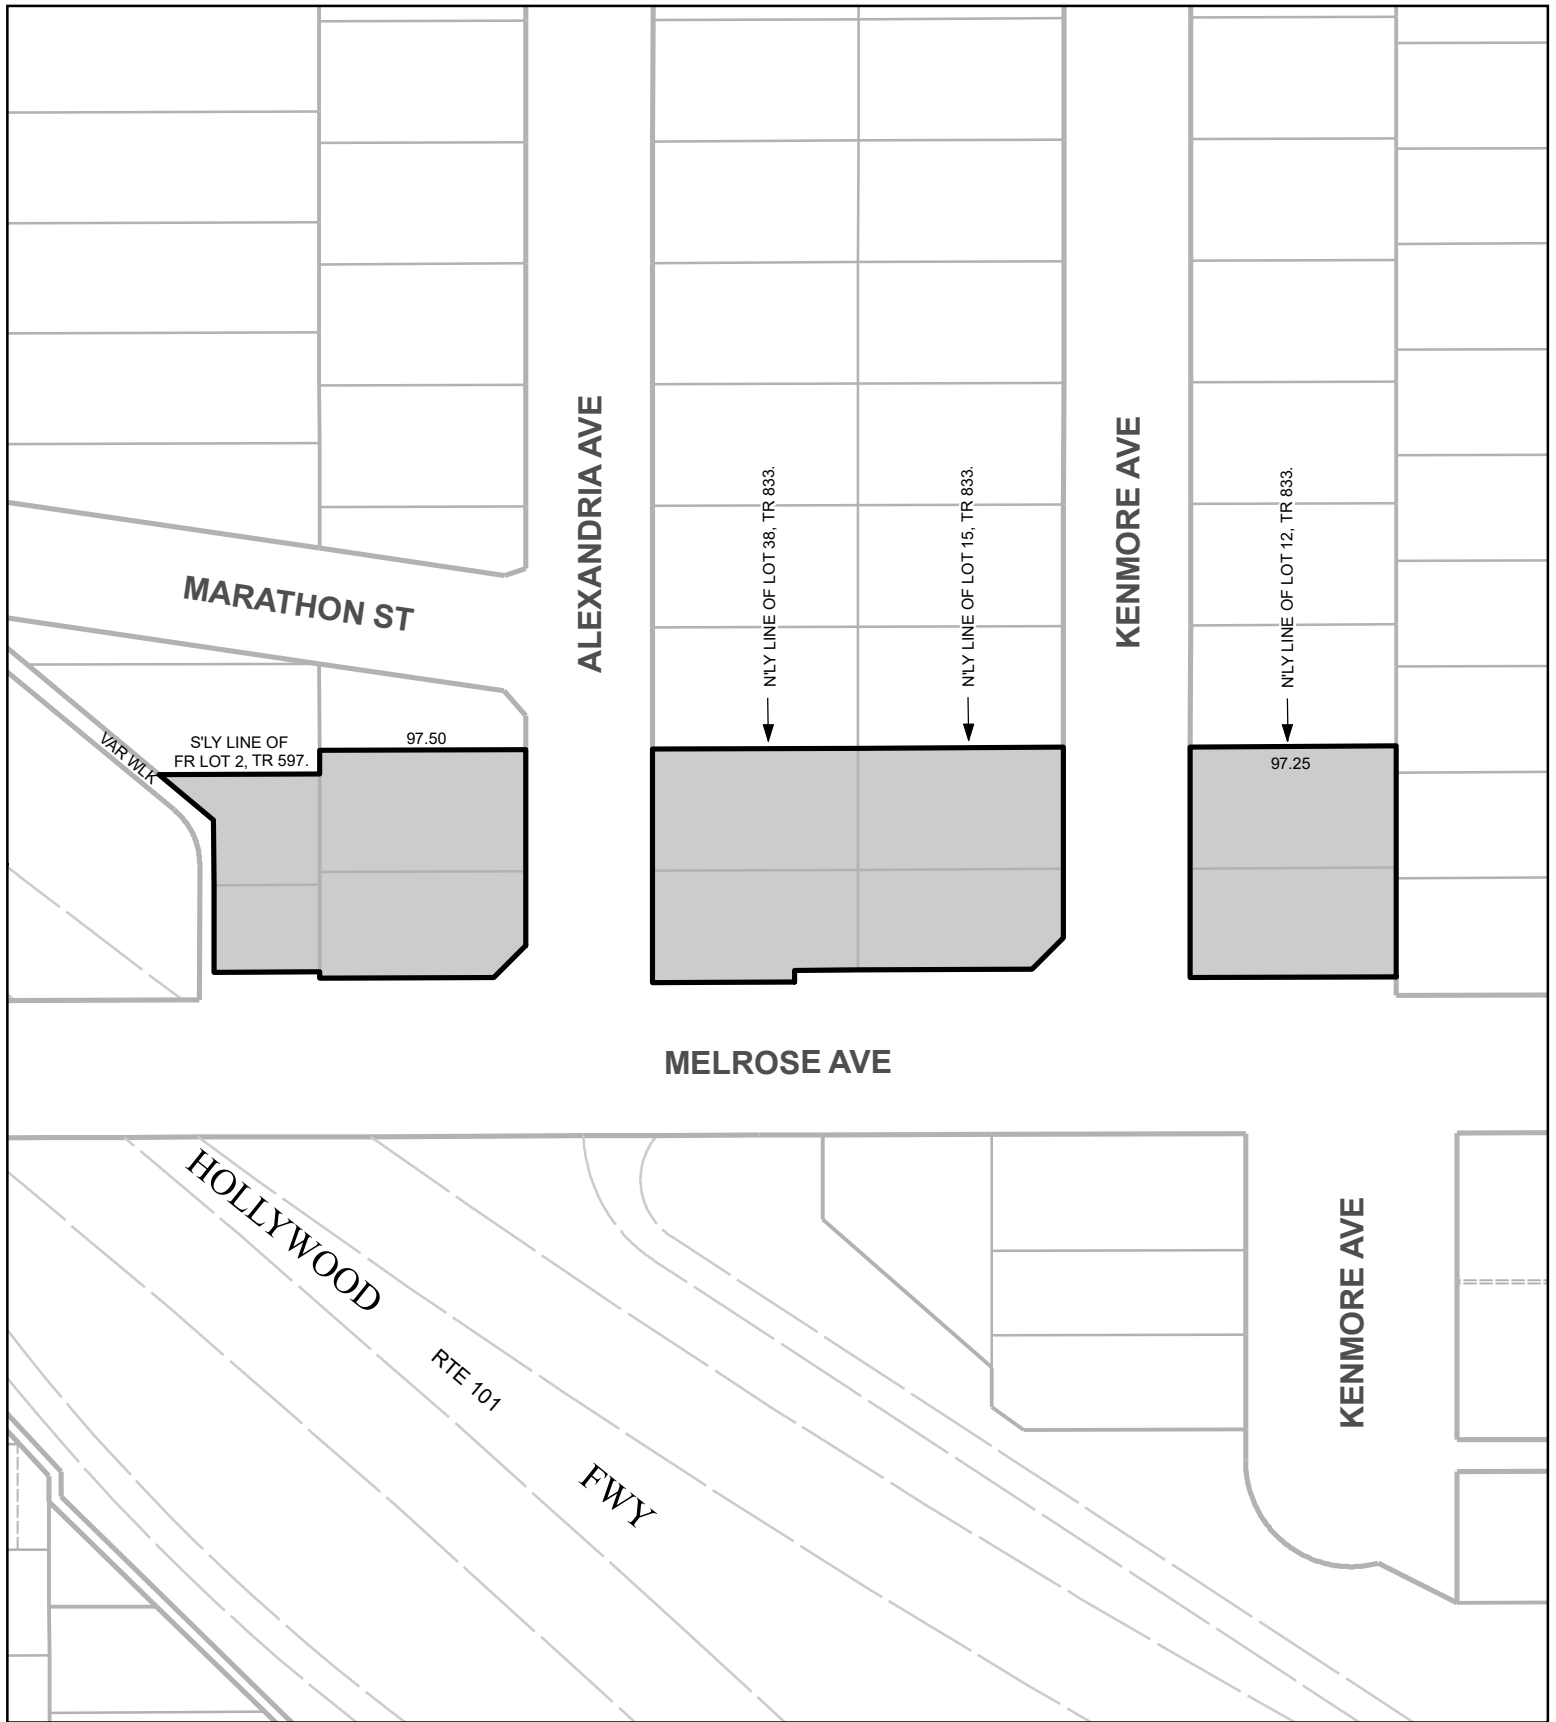 ALEXANDRIA AVE
KENMORE AVE
N'LY LINE OF LOT 38, TR 833.
N'LY LINE OF LOT 15, TR 833.
N'LY LINE OF LOT 12, TR 833.
MARATHON ST
VAR WLK
S'LY LINE OF
FR LOT 2, TR 597.
97.50
97.25
MELROSE AVE
HOLLYWOOD
RTE 101
FWY
KENMORE AVE